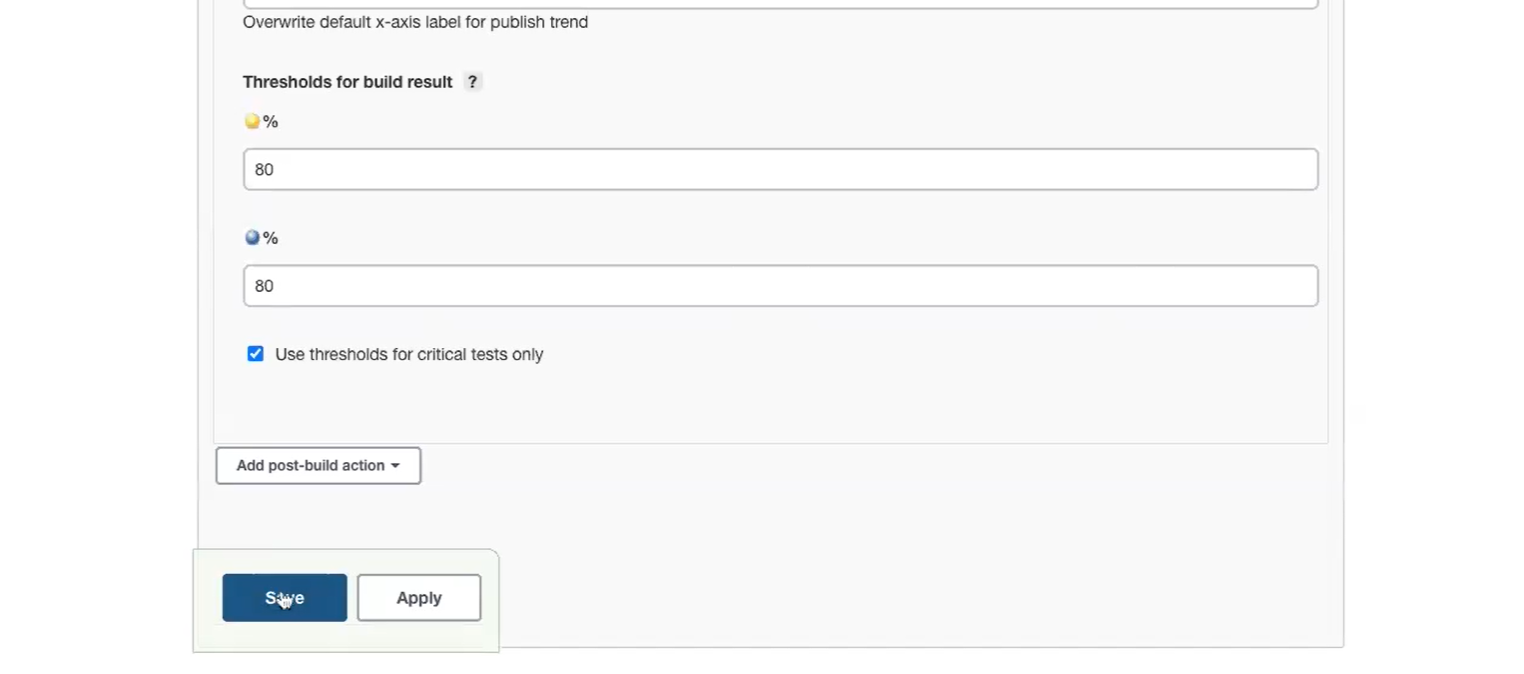 Overwrite default x-axis label for publish trend
Thresholds for build result ?
%
80
%
80
Use thresholds for critical tests only
Add post-build action
Save Apply